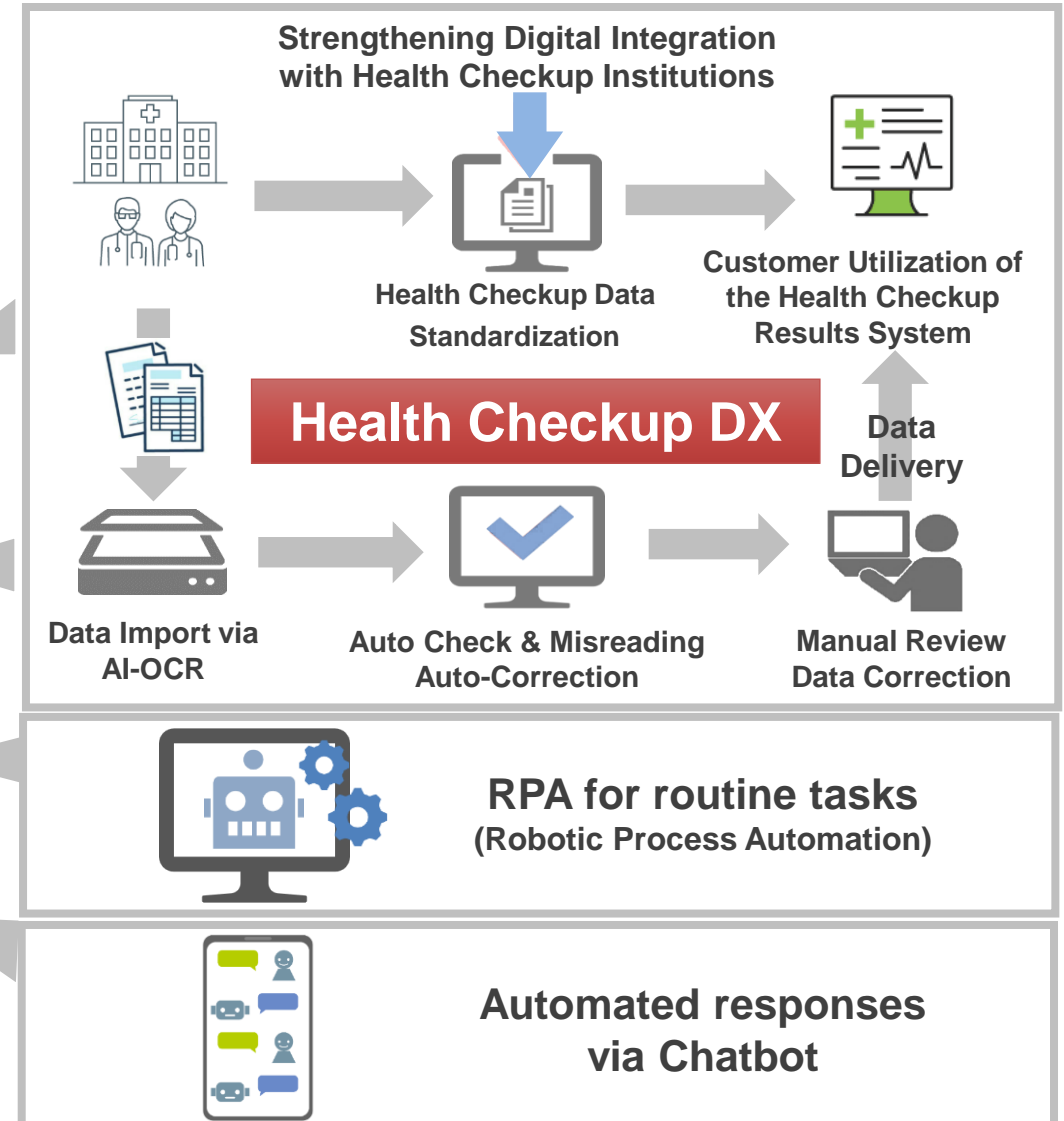 Strengthening Digital Integration
with Health Checkup Institutions
Health Checkup Data
Standardization
Customer Utilization of
the Health Checkup
Results System
Health Checkup DX
Data
Delivery
Data Import via
AI-OCR
Auto Check & Misreading
Auto-Correction
Manual Review
Data Correction
RPA for routine tasks
(Robotic Process Automation)
Automated responses
via Chatbot